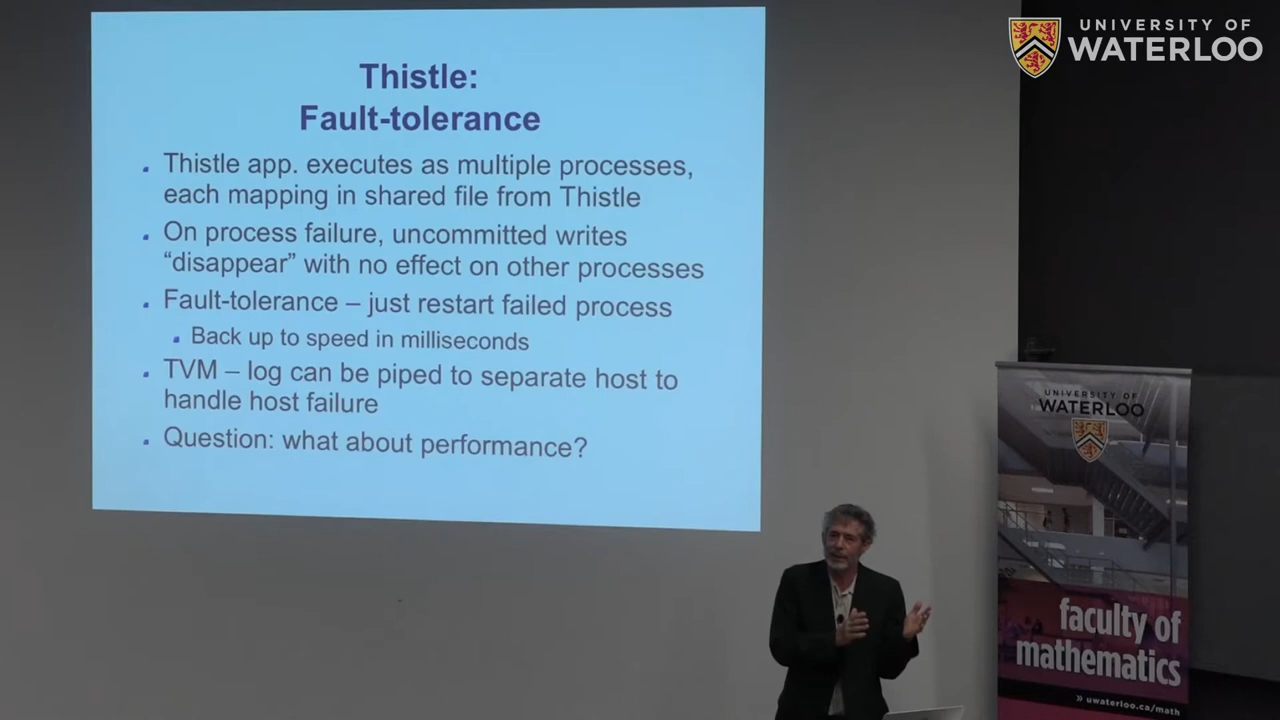 Thistle:
Fault-tolerance
Thistle app. executes as multiple processes,
each mapping in shared file from Thistle
On process failure, uncommitted writes
“disappear” with no effect on other processes
Fault-tolerance – just restart failed process
Back up to speed in milliseconds
TVM – log can be piped to separate host to
handle host failure
Question: what about performance?
UNIVERSITY OF
WATERLOO
UNIVERSITY OF
WATERLOO
faculty of
mathematics
» uwaterloo.ca/math